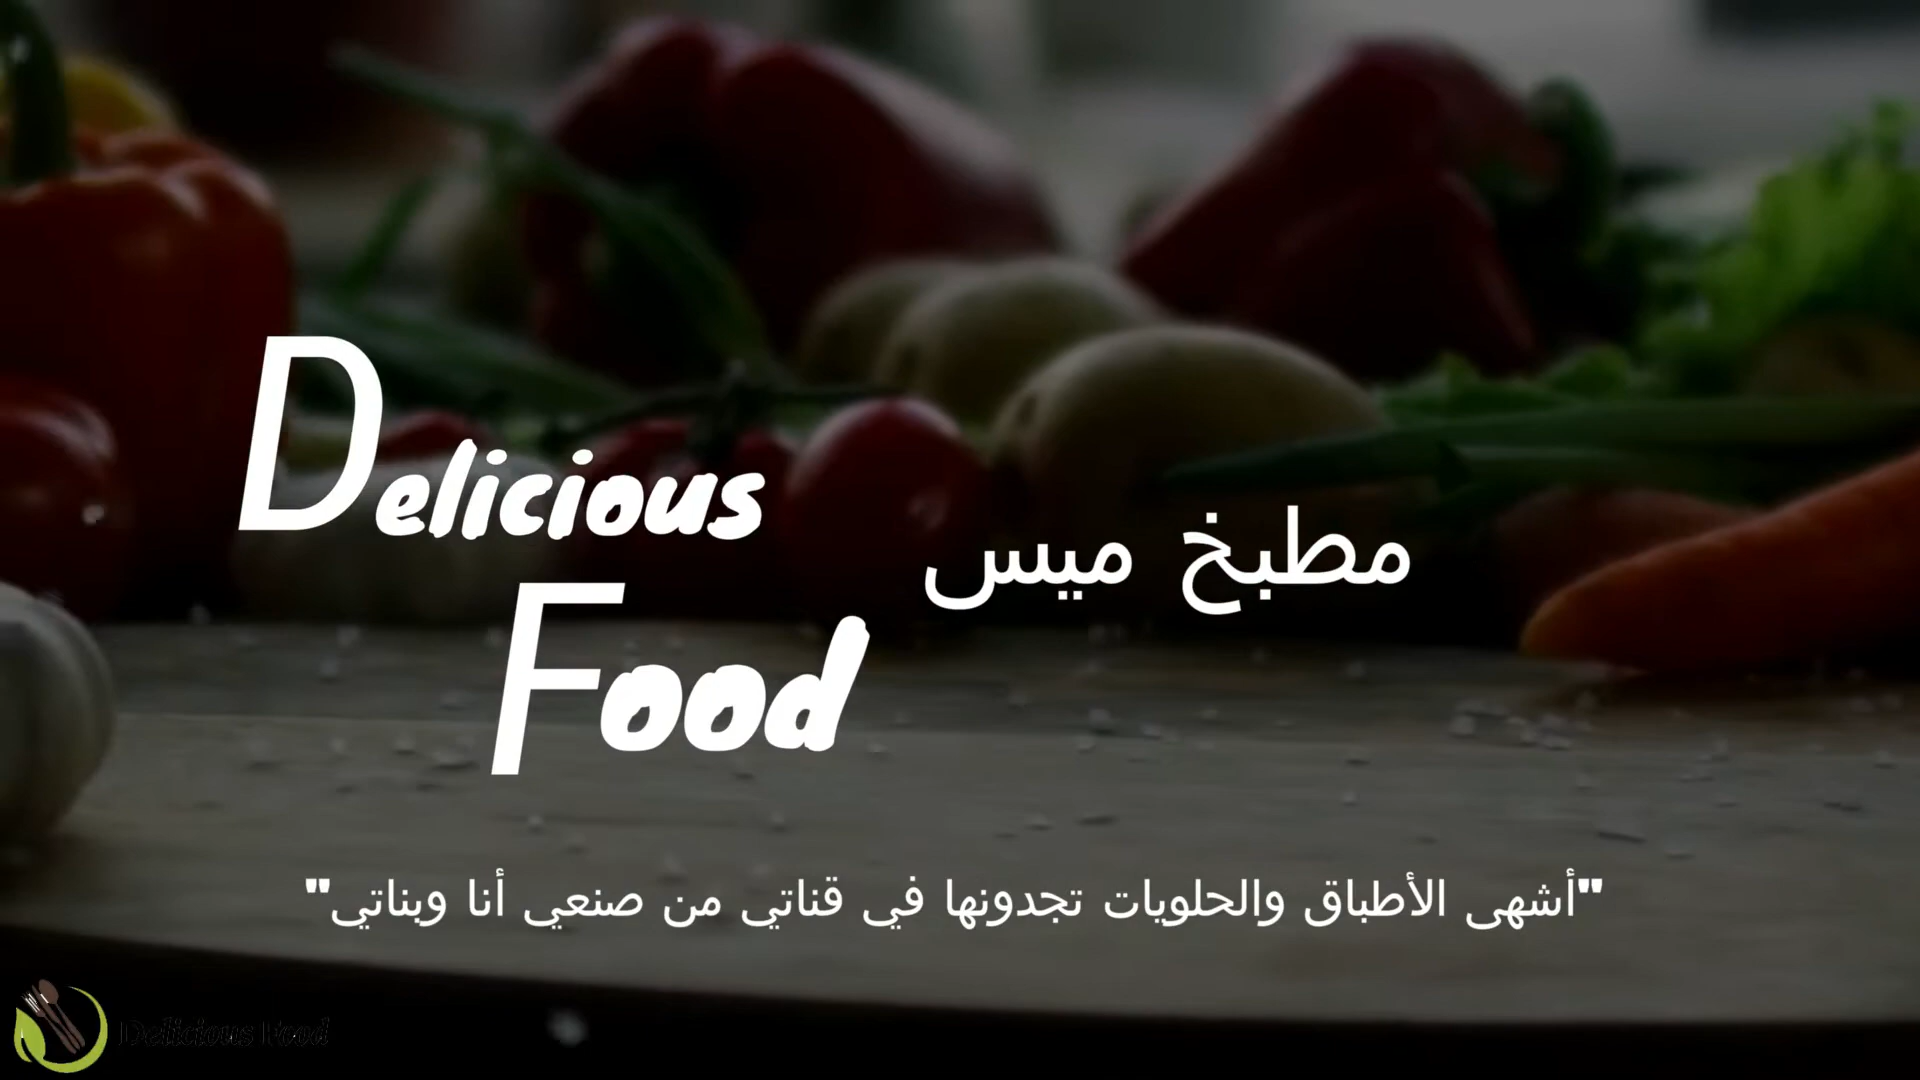 Delicious
Food
مطبخ ميس
"أشهى الأطباق والحلويات تجدونها في قناتي من صنعي أنا وبناتي"
Delicious Food